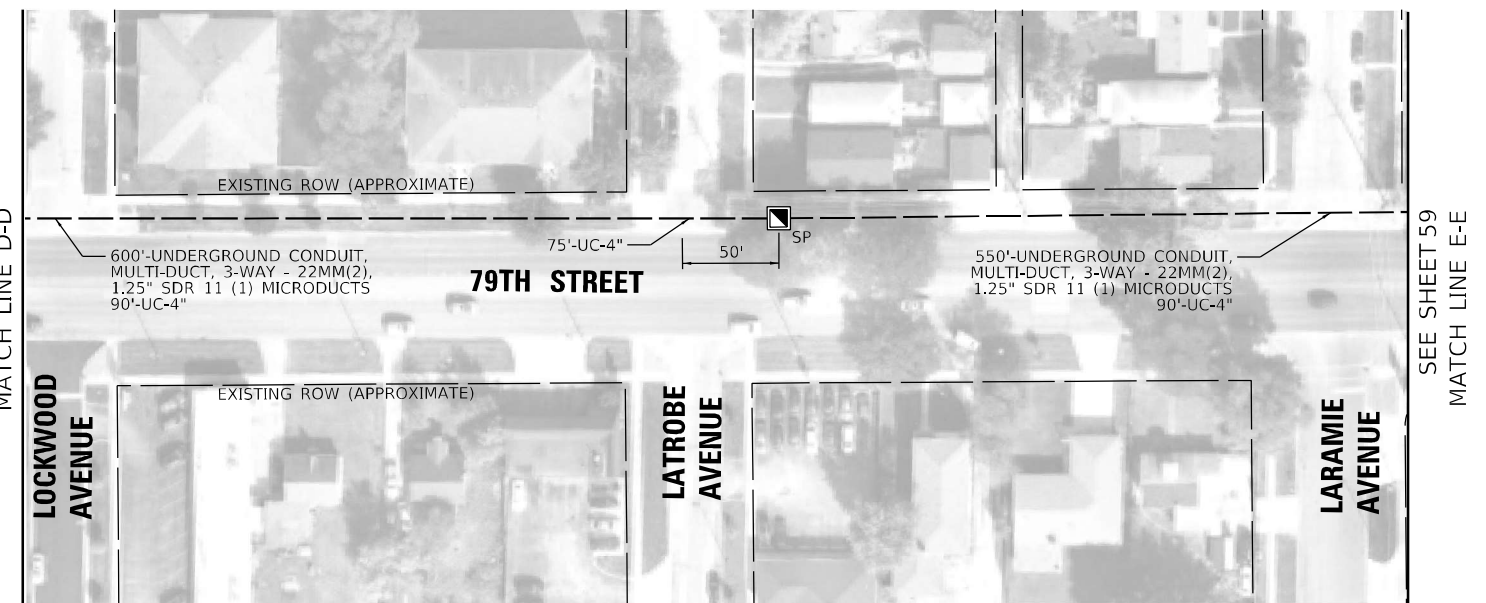 MATCH LINE D-D
EXISTING ROW (APPROXIMATE)
600'-UNDERGROUND CONDUIT,
MULTI-DUCT, 3-WAY - 22MM(2),
1.25" SDR 11 (1) MICRODUCTS
90'-UC-4"
75'-UC-4"
50'
SP
79TH STREET
550'-UNDERGROUND CONDUIT,
MULTI-DUCT, 3-WAY - 22MM(2),
1.25" SDR 11 (1) MICRODUCTS
90'-UC-4"
SEE SHEET 59
MATCH LINE E-E
EXISTING ROW (APPROXIMATE)
LOCKWOOD
AVENUE
LATROBE
AVENUE
LARAMIE
AVENUE